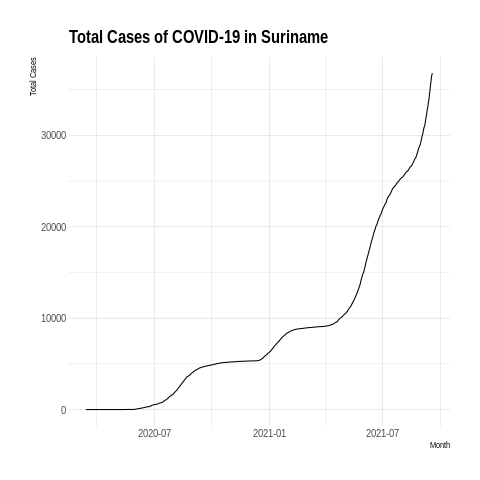 Total Cases of COVID-19 in Suriname
Total Cases
30000
20000
10000
0
2020-07
2021-01
2021-07
Month